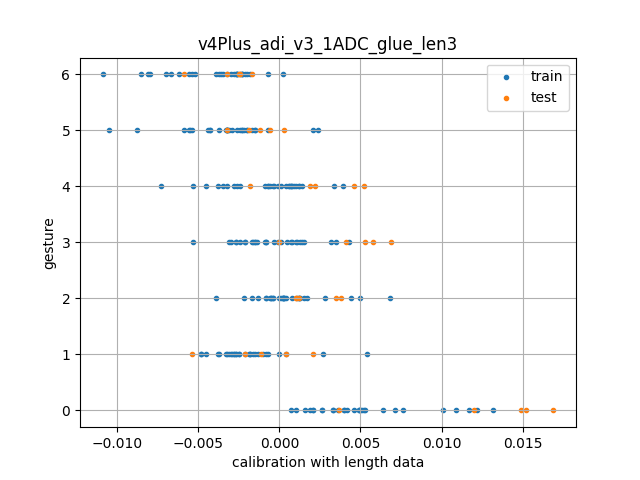 v4Plus_adi_v3_1ADC_glue_len3
train
test
gesture
6
5
4
3
2
1
0
−0.010
−0.005
0.000
0.005
0.010
0.015
calibration with length data